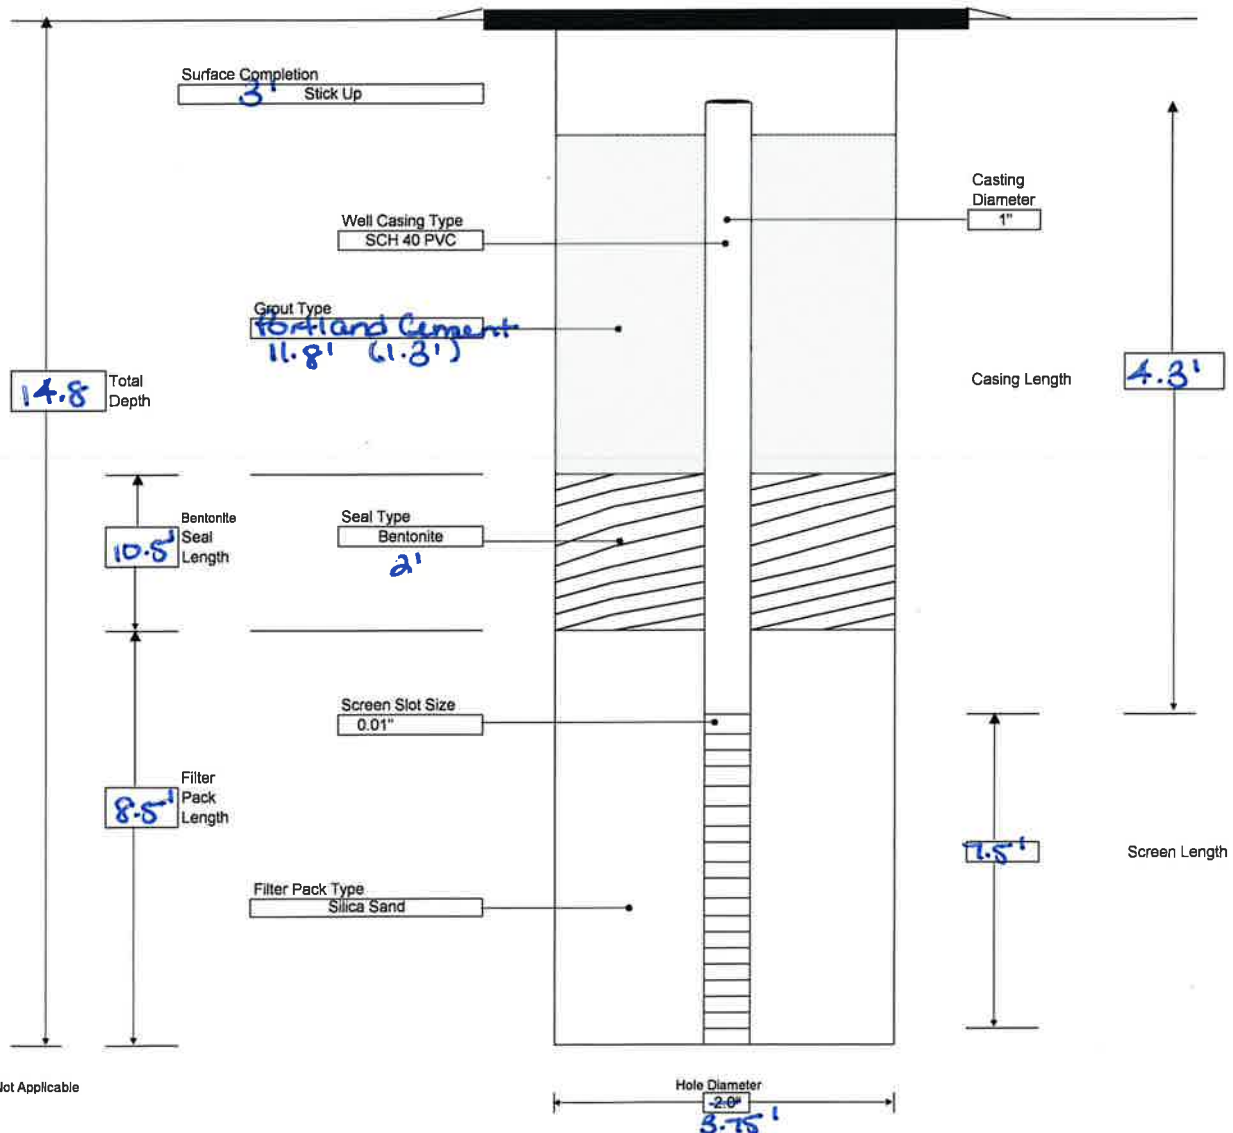 Surface Completion
3' Stick Up
Casting
Diameter
1"
Well Casing Type
SCH 40 PVC
Grout Type
Portland Cement
11.8' (1.3')
14.8 Total
Depth
Casing Length
4.3'
Bentonite
Seal
Length
10.5'
Seal Type
Bentonite
2'
Screen Slot Size
0.01"
Filter
Pack
Length
8.5'
7.5'
Screen Length
Filter Pack Type
Silica Sand
Not Applicable
Hole Diameter
2.0"
3.75'